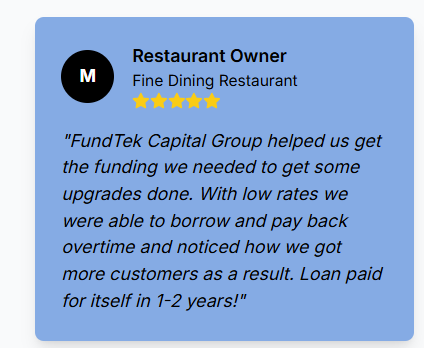 M
Restaurant Owner
Fine Dining Restaurant
"FundTek Capital Group helped us get
the funding we needed to get some
upgrades done. With low rates we
were able to borrow and pay back
overtime and noticed how we got
more customers as a result. Loan paid
for itself in 1-2 years!"